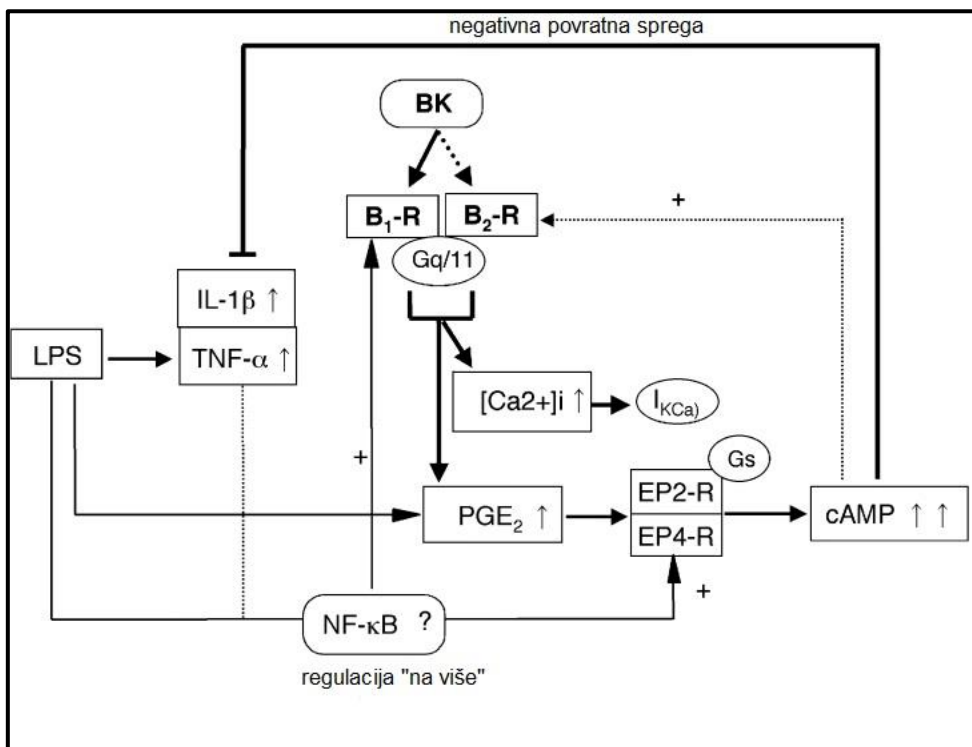 negativna povratna sprega
BK
B₁-R
B₂-R
+
Gq/11
IL-1β ↑
LPS
TNF-α ↑
[Ca2+]i ↑
I_KCa)
+
Gs
PGE₂ ↑
EP2-R
EP4-R
cAMP ↑ ↑
+
NF-κB ?
regulacija "na više"